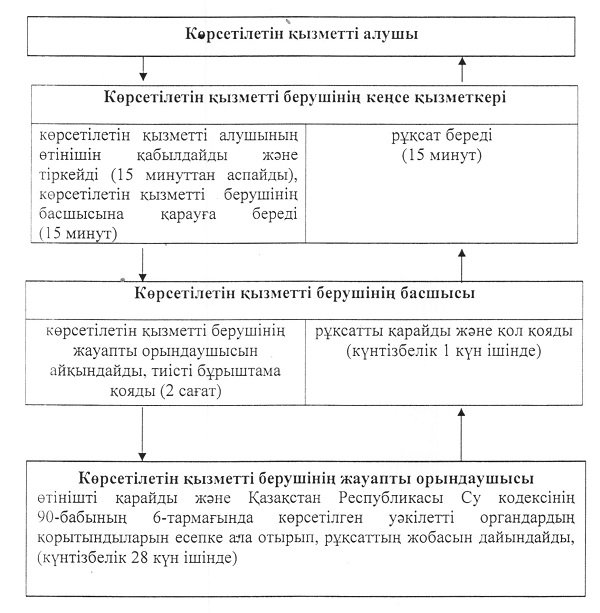 Көрсетілетін қызметті алушы
Көрсетілетін қызметті берушінің кеңсе қызметкері
көрсетілетін қызметті алушының
өтінішін қабылдайды және
тіркейді (15 минуттан аспайды),
көрсетілетін қызметті берушінің
басшысына қарауға береді
(15 минут)
рұқсат береді
(15 минут)
Көрсетілетін қызметті берушінің басшысы
көрсетілетін қызметті берушінің
жауапты орындаушысын
айқындайды, тиісті бұрыштама
қояды (2 сағат)
рұқсатты қарайды және қол қояды
(күнтізбелік 1 күн ішінде)
Көрсетілетін қызметті берушінің жауапты орындаушысы
өтінішті қарайды және Қазақстан Республикасы Су кодексінің
90-бабының 6-тармағында көрсетілген уәкілетті органдардың
қорытындыларын есепке ала отырып, рұқсаттың жобасын дайындайды,
(күнтізбелік 28 күн ішінде)